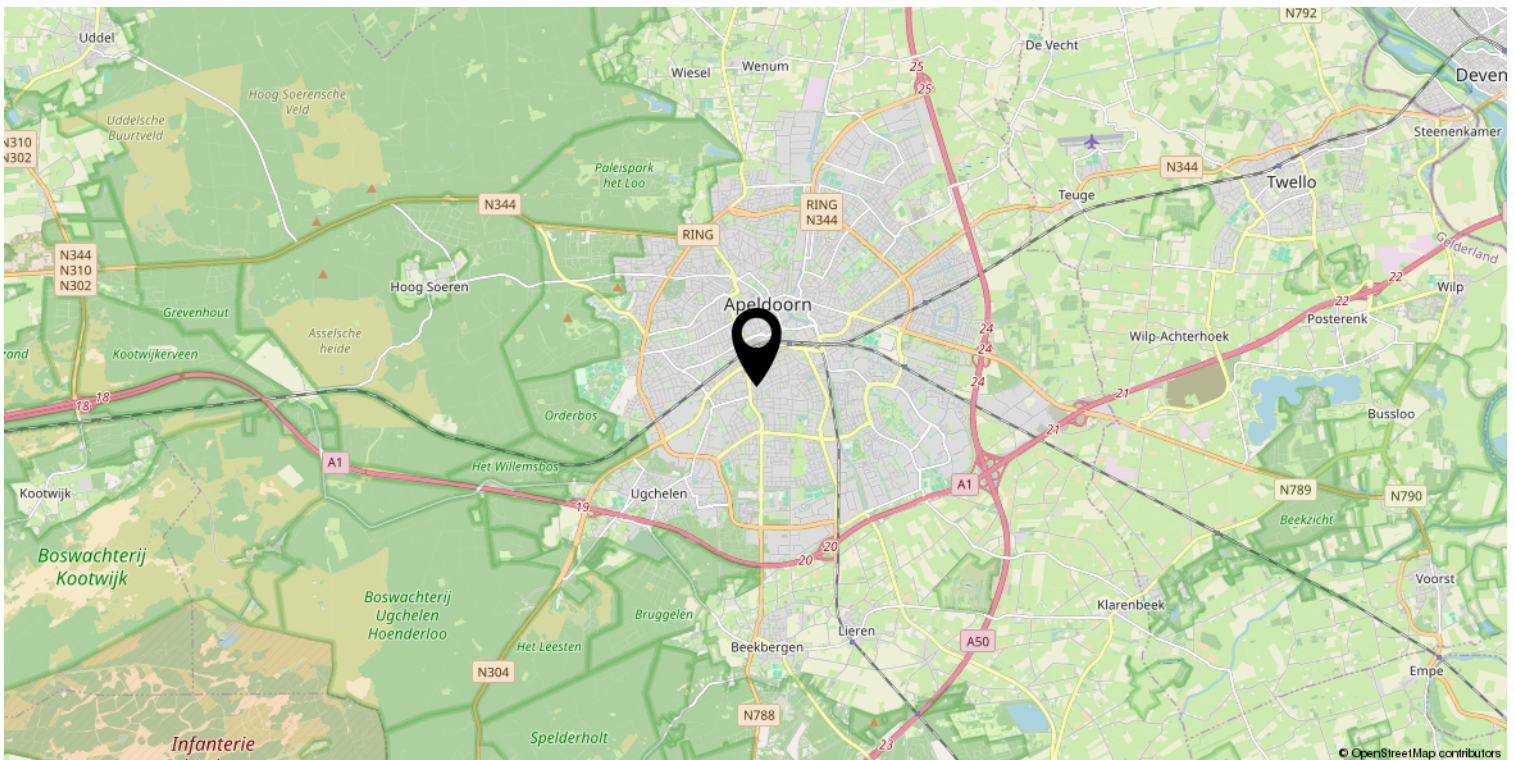 N792
Uddel
De Vecht
Wiesel
Wenum
25
25
Hoog Soerensche
Veld
Uddelsche
Buurtveld
Steenenkamer
N310
N302
Paleispark
het Loo
N344
Twello
Teuge
N344
RING
N344
RING
Gelderland
N344
N310
N302
Hoog Soeren
22
22
Wilp
Apeldoorn
Grevenhout
Posterenk
Asselsche
heide
24
24
24
Wilp-Achterhoek
Kootwijkerveen
18
18
21
21
Orderbos
Bussloo
A1
Het Willemsbos
Kootwijk
Ugchelen
19
A1
N789
N790
Beekzicht
Boswachterij
Kootwijk
20
20
Voorst
Boswachterij
Ugchelen
Hoenderloo
Bruggelen
Klarenbeek
Lieren
Het Leesten
Beekbergen
A50
N304
Empe
N788
Infanterie
Spelderholt
23
© OpenStreetMap contributors